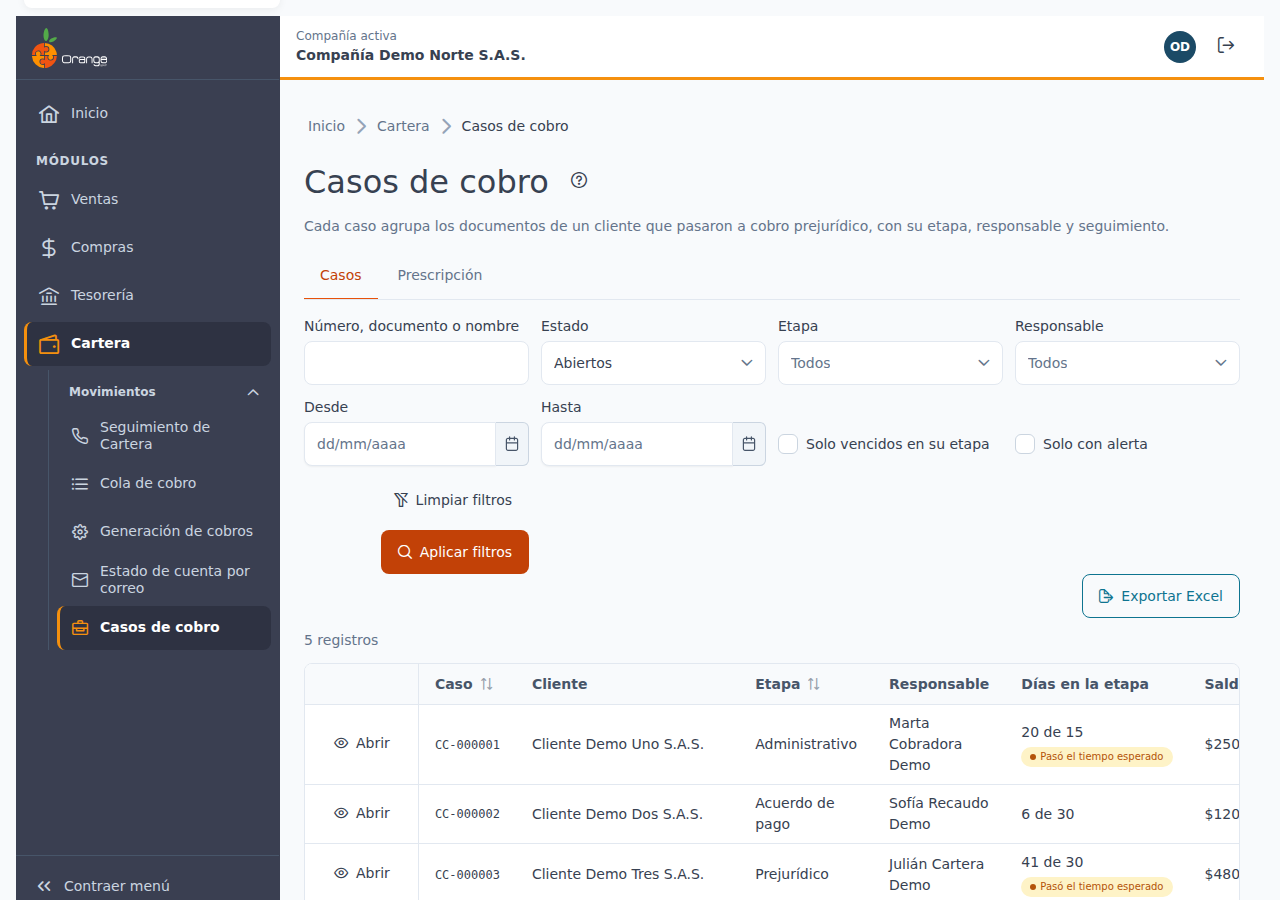 Orange
Compañía activa
Compañía Demo Norte S.A.S.
OD
Inicio
MÓDULOS
Ventas
Compras
Tesorería
Cartera
Movimientos
Seguimiento de
Cartera
Cola de cobro
Generación de cobros
Estado de cuenta por
correo
Casos de cobro
Contraer menú
Inicio Cartera Casos de cobro
Casos de cobro
Cada caso agrupa los documentos de un cliente que pasaron a cobro prejurídico, con su etapa, responsable y seguimiento.
Casos Prescripción
Número, documento o nombre Estado Etapa Responsable
Abiertos Todos Todos
Desde Hasta
dd/mm/aaaa dd/mm/aaaa Solo vencidos en su etapa Solo con alerta
Limpiar filtros
Aplicar filtros
Exportar Excel
5 registros
Caso Cliente Etapa Responsable Días en la etapa Sald
Abrir CC-000001 Cliente Demo Uno S.A.S. Administrativo Marta Cobradora Demo 20 de 15 Pasó el tiempo esperado $250
Abrir CC-000002 Cliente Demo Dos S.A.S. Acuerdo de pago Sofía Recaudo Demo 6 de 30 $120
Abrir CC-000003 Cliente Demo Tres S.A.S. Prejurídico Julián Cartera Demo 41 de 30 Pasó el tiempo esperado $480